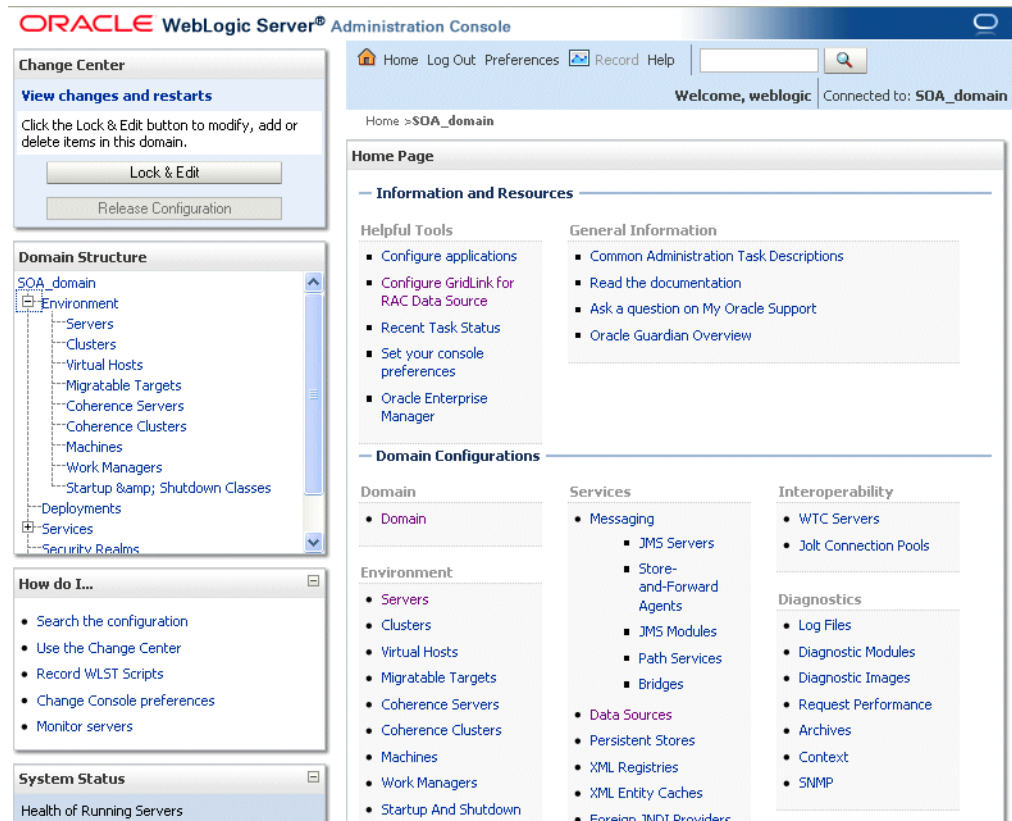 ORACLE WebLogic Server® Administration Console
Change Center
View changes and restarts
Click the Lock & Edit button to modify, add or
delete items in this domain.
Lock & Edit
Release Configuration
Domain Structure
SOA_domain
Environment
Servers
Clusters
Virtual Hosts
Migratable Targets
Coherence Servers
Coherence Clusters
Machines
Work Managers
Startup &amp; Shutdown Classes
Deployments
Services
Security Realms
How do I...
Search the configuration
Use the Change Center
Record WLST Scripts
Change Console preferences
Monitor servers
System Status
Health of Running Servers
Home Log Out Preferences Record Help
Welcome, weblogic Connected to: SOA_domain
Home >SOA_domain
Home Page
Information and Resources
Helpful Tools
Configure applications
Configure GridLink for
RAC Data Source
Recent Task Status
Set your console
preferences
Oracle Enterprise
Manager
General Information
Common Administration Task Descriptions
Read the documentation
Ask a question on My Oracle Support
Oracle Guardian Overview
Domain Configurations
Domain
Domain
Environment
Servers
Clusters
Virtual Hosts
Migratable Targets
Coherence Servers
Coherence Clusters
Machines
Work Managers
Startup And Shutdown
Services
Messaging
JMS Servers
Store-
and-Forward
Agents
JMS Modules
Path Services
Bridges
Data Sources
Persistent Stores
XML Registries
XML Entity Caches
Foreign JNDI Providers
Interoperability
WTC Servers
Jolt Connection Pools
Diagnostics
Log Files
Diagnostic Modules
Diagnostic Images
Request Performance
Archives
Context
SNMP